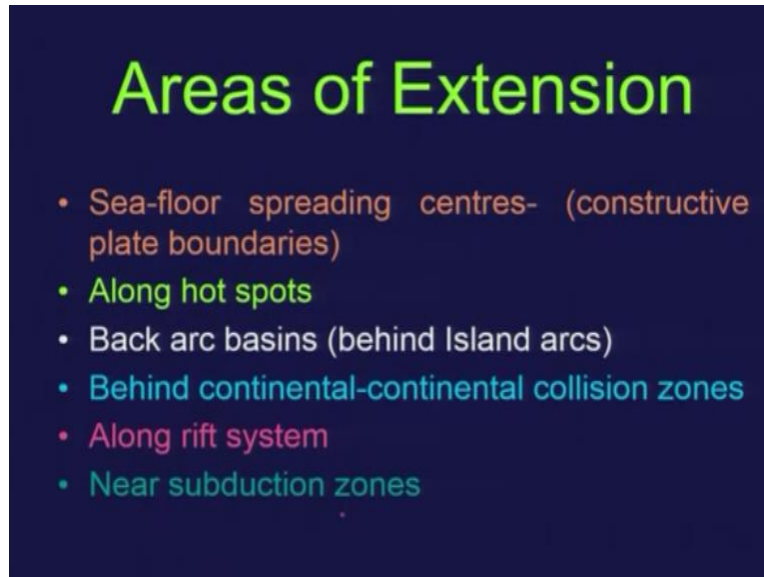 Areas of Extension
• Sea-floor spreading centres- (constructive
plate boundaries)
• Along hot spots
• Back arc basins (behind Island arcs)
• Behind continental-continental collision zones
• Along rift system
• Near subduction zones